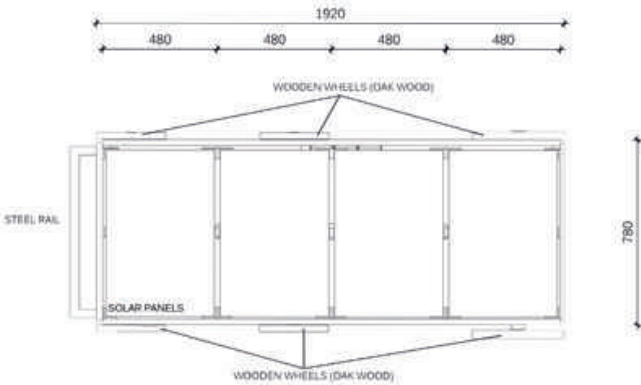 1920
480 480 480 480
WOODEN WHEELS (OAK WOOD)
STEEL RAIL
780
SOLAR PANELS
WOODEN WHEELS (OAK WOOD)